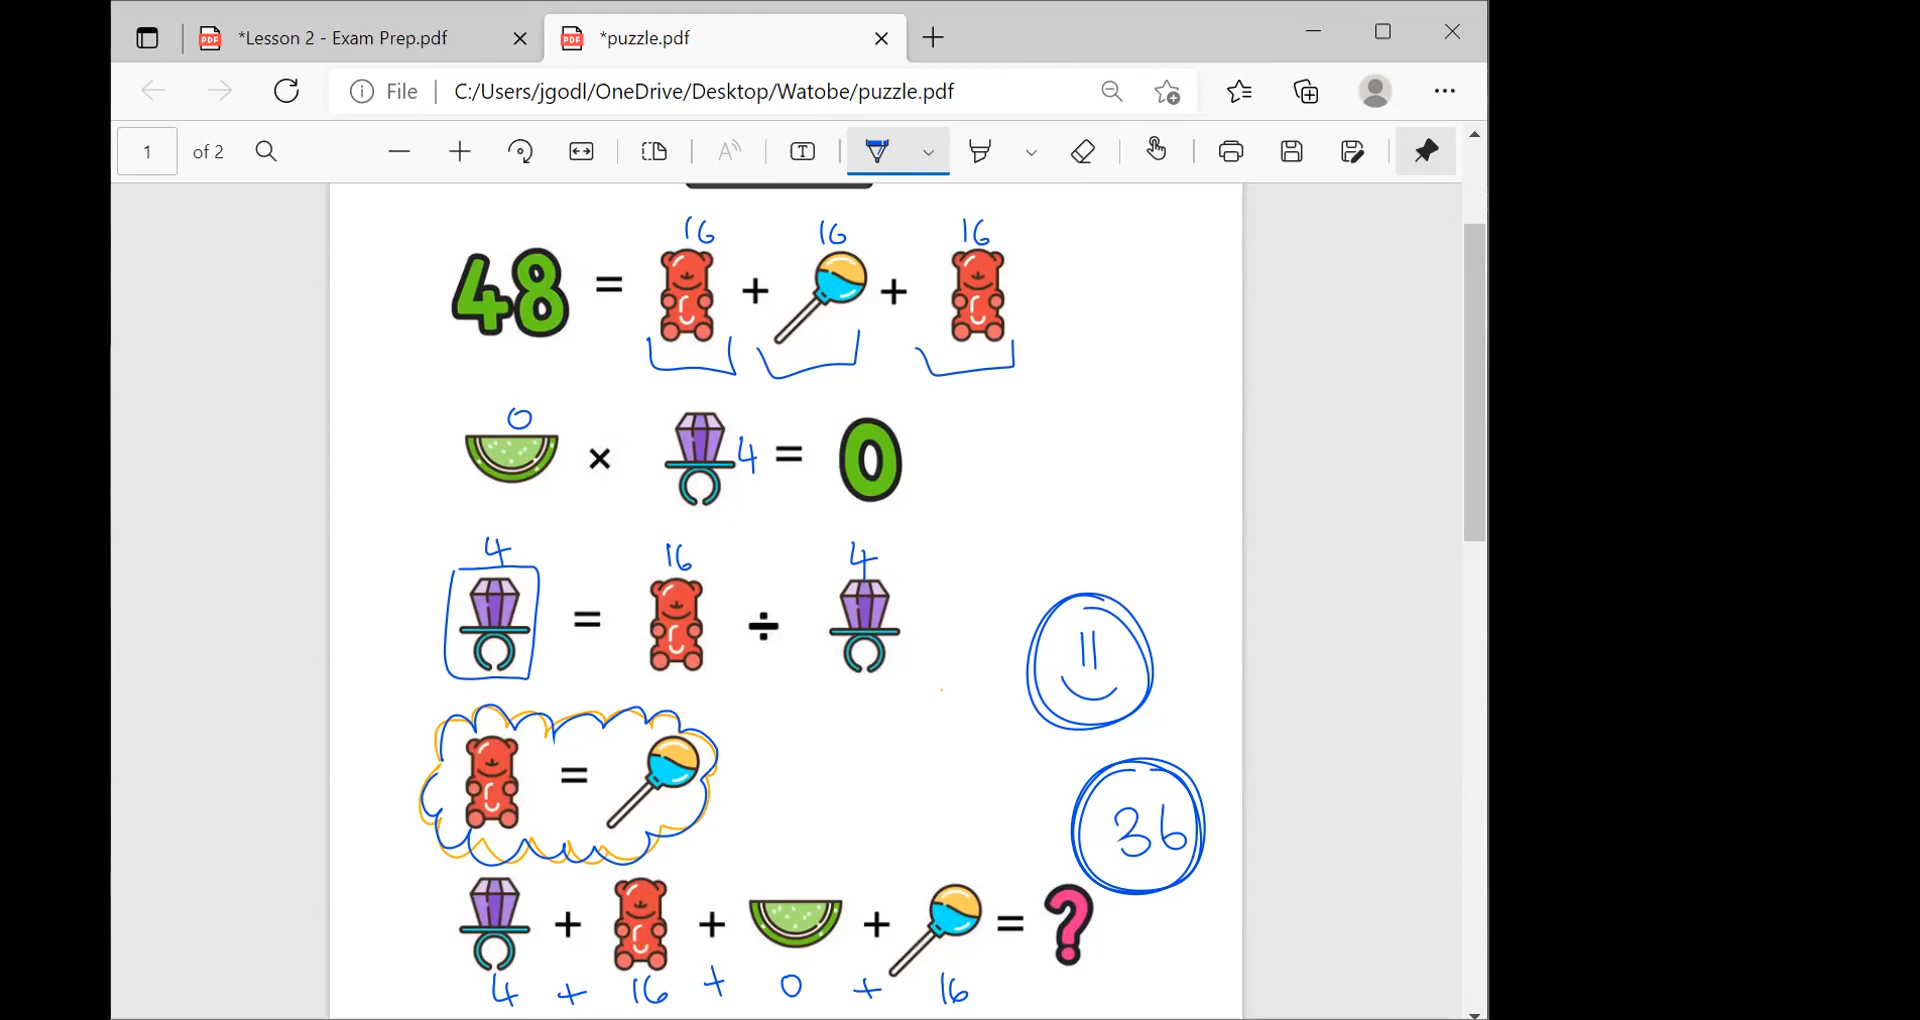 *Lesson 2 - Exam Prep.pdf
*puzzle.pdf
File C:/Users/jgodl/OneDrive/Desktop/Watobe/puzzle.pdf
1 of 2
16 16 16
48 = + +
0
× 4 = 0
4 16 4
= ÷
=
36
+ + + = ?
4 + 16 + 0 + 16